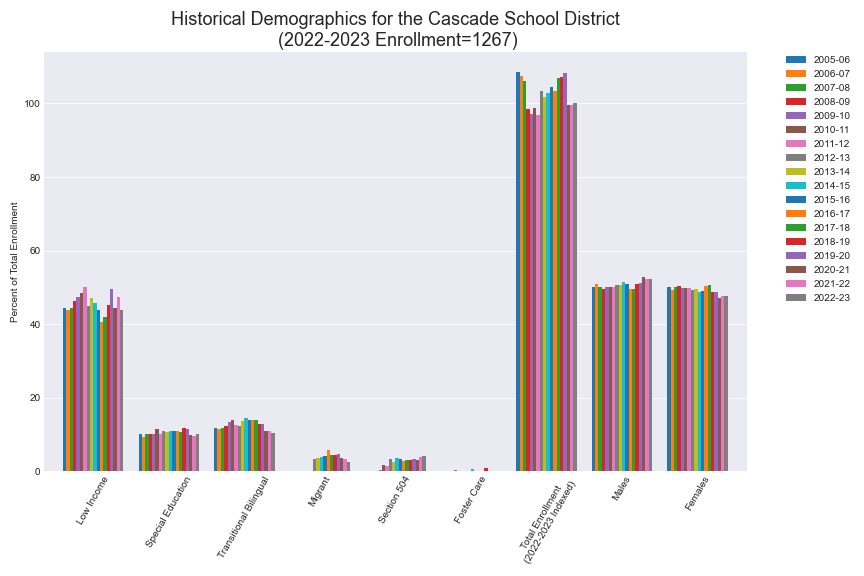 Historical Demographics for the Cascade School District
(2022-2023 Enrollment=1267)
Percent of Total Enrollment
100
80
60
40
20
0
Low Income
Special Education
Transitional Bilingual
Migrant
Section 504
Foster Care
Total Enrollment
(2022-2023 Indexed)
Males
Females
2005-06
2006-07
2007-08
2008-09
2009-10
2010-11
2011-12
2012-13
2013-14
2014-15
2015-16
2016-17
2017-18
2018-19
2019-20
2020-21
2021-22
2022-23